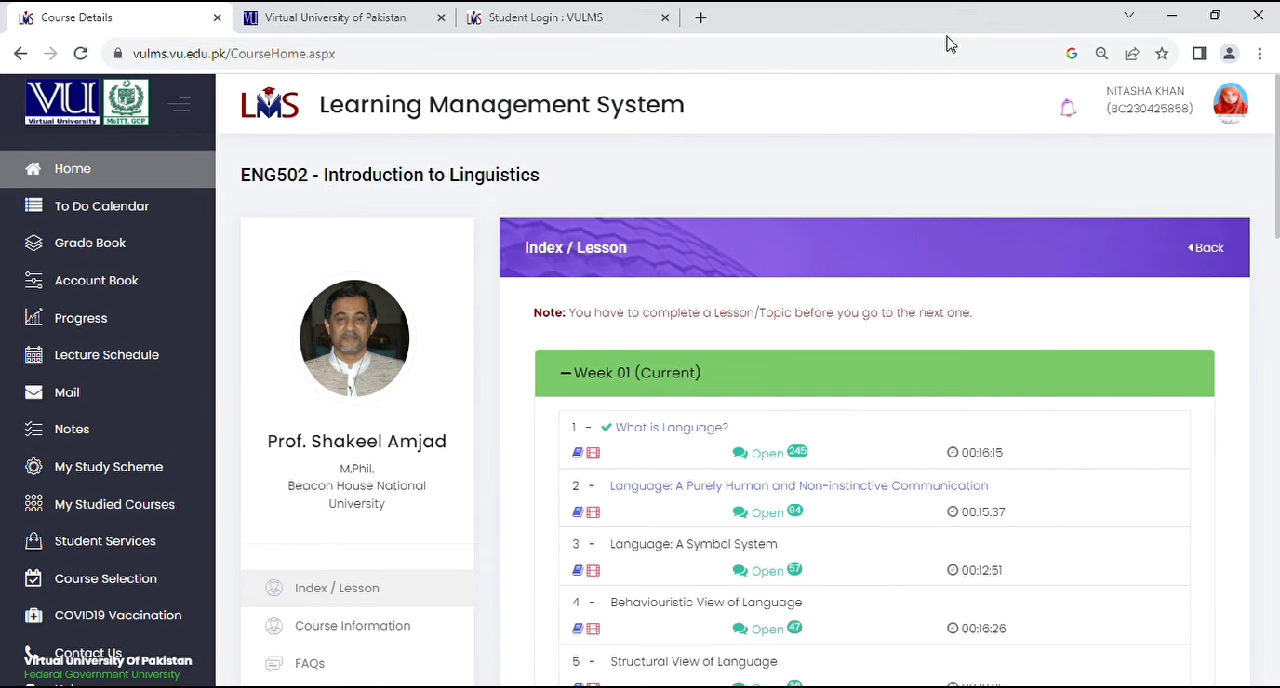 Course Details
Virtual University of Pakistan
Student Login : VULMS
vulms.vu.edu.pk/CourseHome.aspx
VU
Virtual University
MoITT, GOP
LMS
Learning Management System
NITASHA KHAN
(BC230425858)
Home
To Do Calendar
Grade Book
Account Book
Progress
Lecture Schedule
Mail
Notes
My Study Scheme
My Studied Courses
Student Services
Course Selection
COVID19 Vaccination
Contact Us
Virtual University Of Pakistan
Federal Government University
ENG502 - Introduction to Linguistics
Prof. Shakeel Amjad
M.Phil.
Beacon House National
University
Index / Lesson
Course Information
FAQs
Index / Lesson
Back
Note: You have to complete a Lesson/Topic before you go to the next one.
Week 01 (Current)
1 - What is Language?
Open 245 00:16:15
2 - Language: A Purely Human and Non-Instinctive Communication
Open 94 00:15:37
3 - Language: A Symbol System
Open 57 00:12:51
4 - Behaviouristic View of Language
Open 47 00:16:26
5 - Structural View of Language